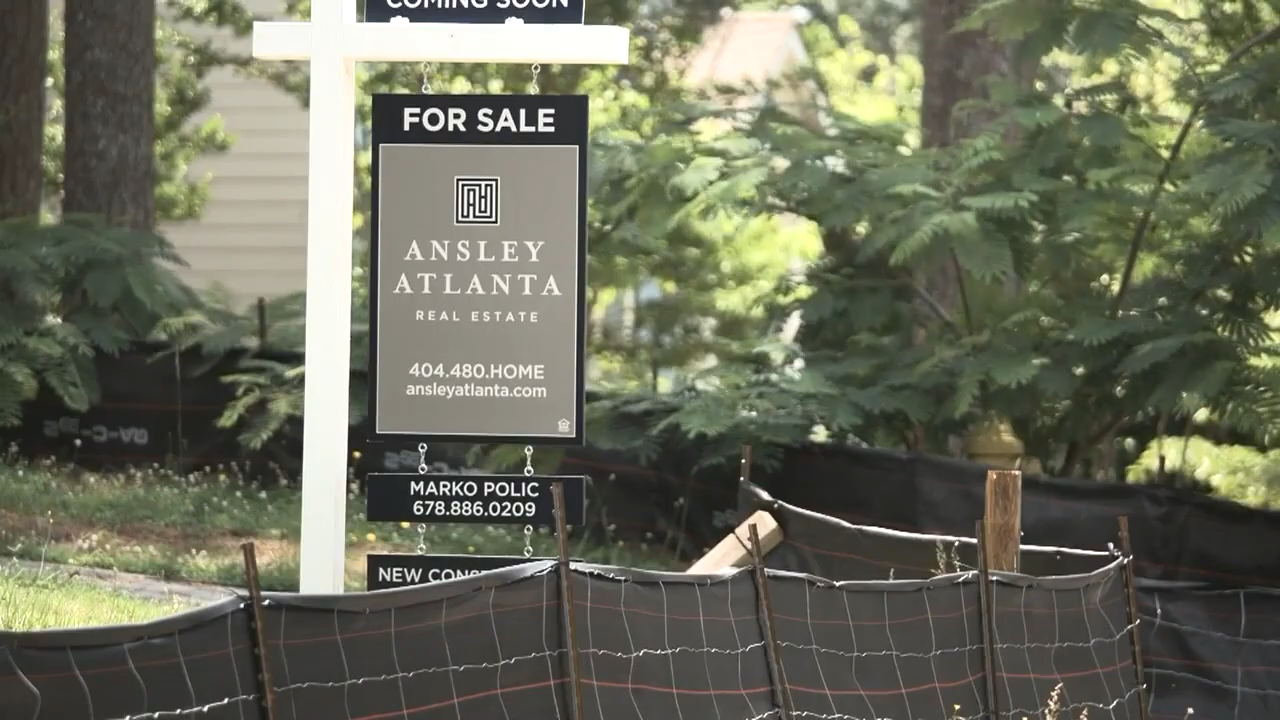 COMING SOON
FOR SALE
ANSLEY
ATLANTA
REAL ESTATE
404.480.HOME
ansleyatlanta.com
MARKO POLIC
678.886.0209
NEW